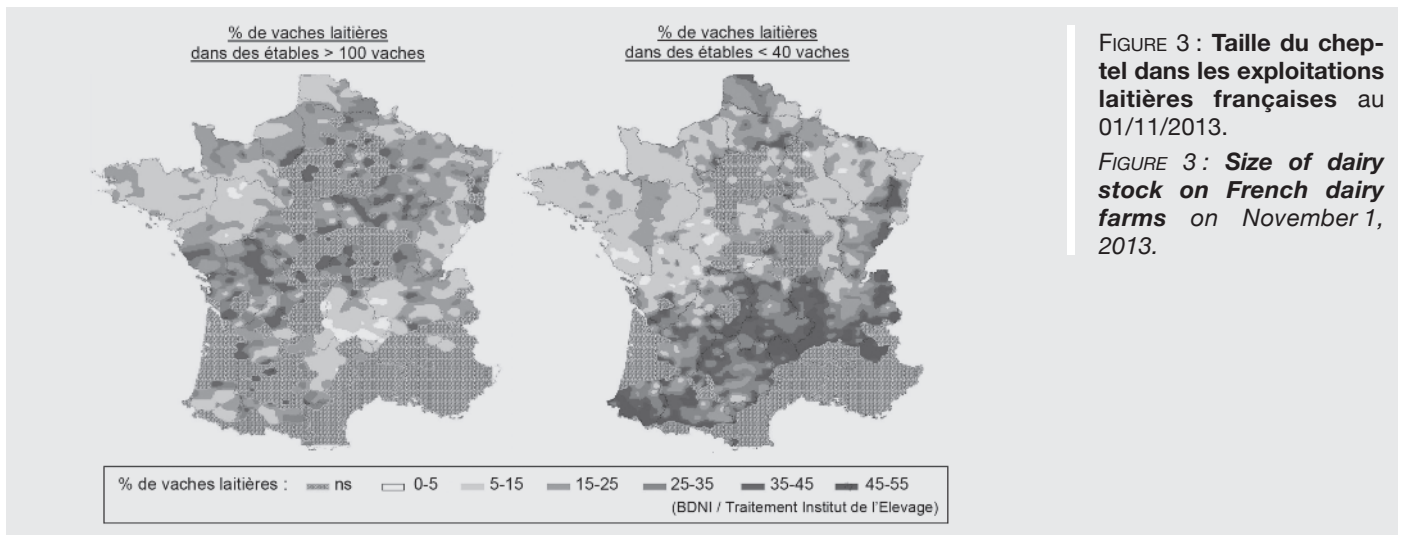 % de vaches laitières
dans des étables > 100 vaches
% de vaches laitières
dans des étables < 40 vaches
FIGURE 3 : Taille du chep-
tel dans les exploitations
laitières françaises au
01/11/2013.
FIGURE 3 : Size of dairy
stock on French dairy
farms on November 1,
2013.
% de vaches laitières : ns 0-5 5-15 15-25 25-35 35-45 45-55
(BDNI / Traitement Institut de l'Elevage)